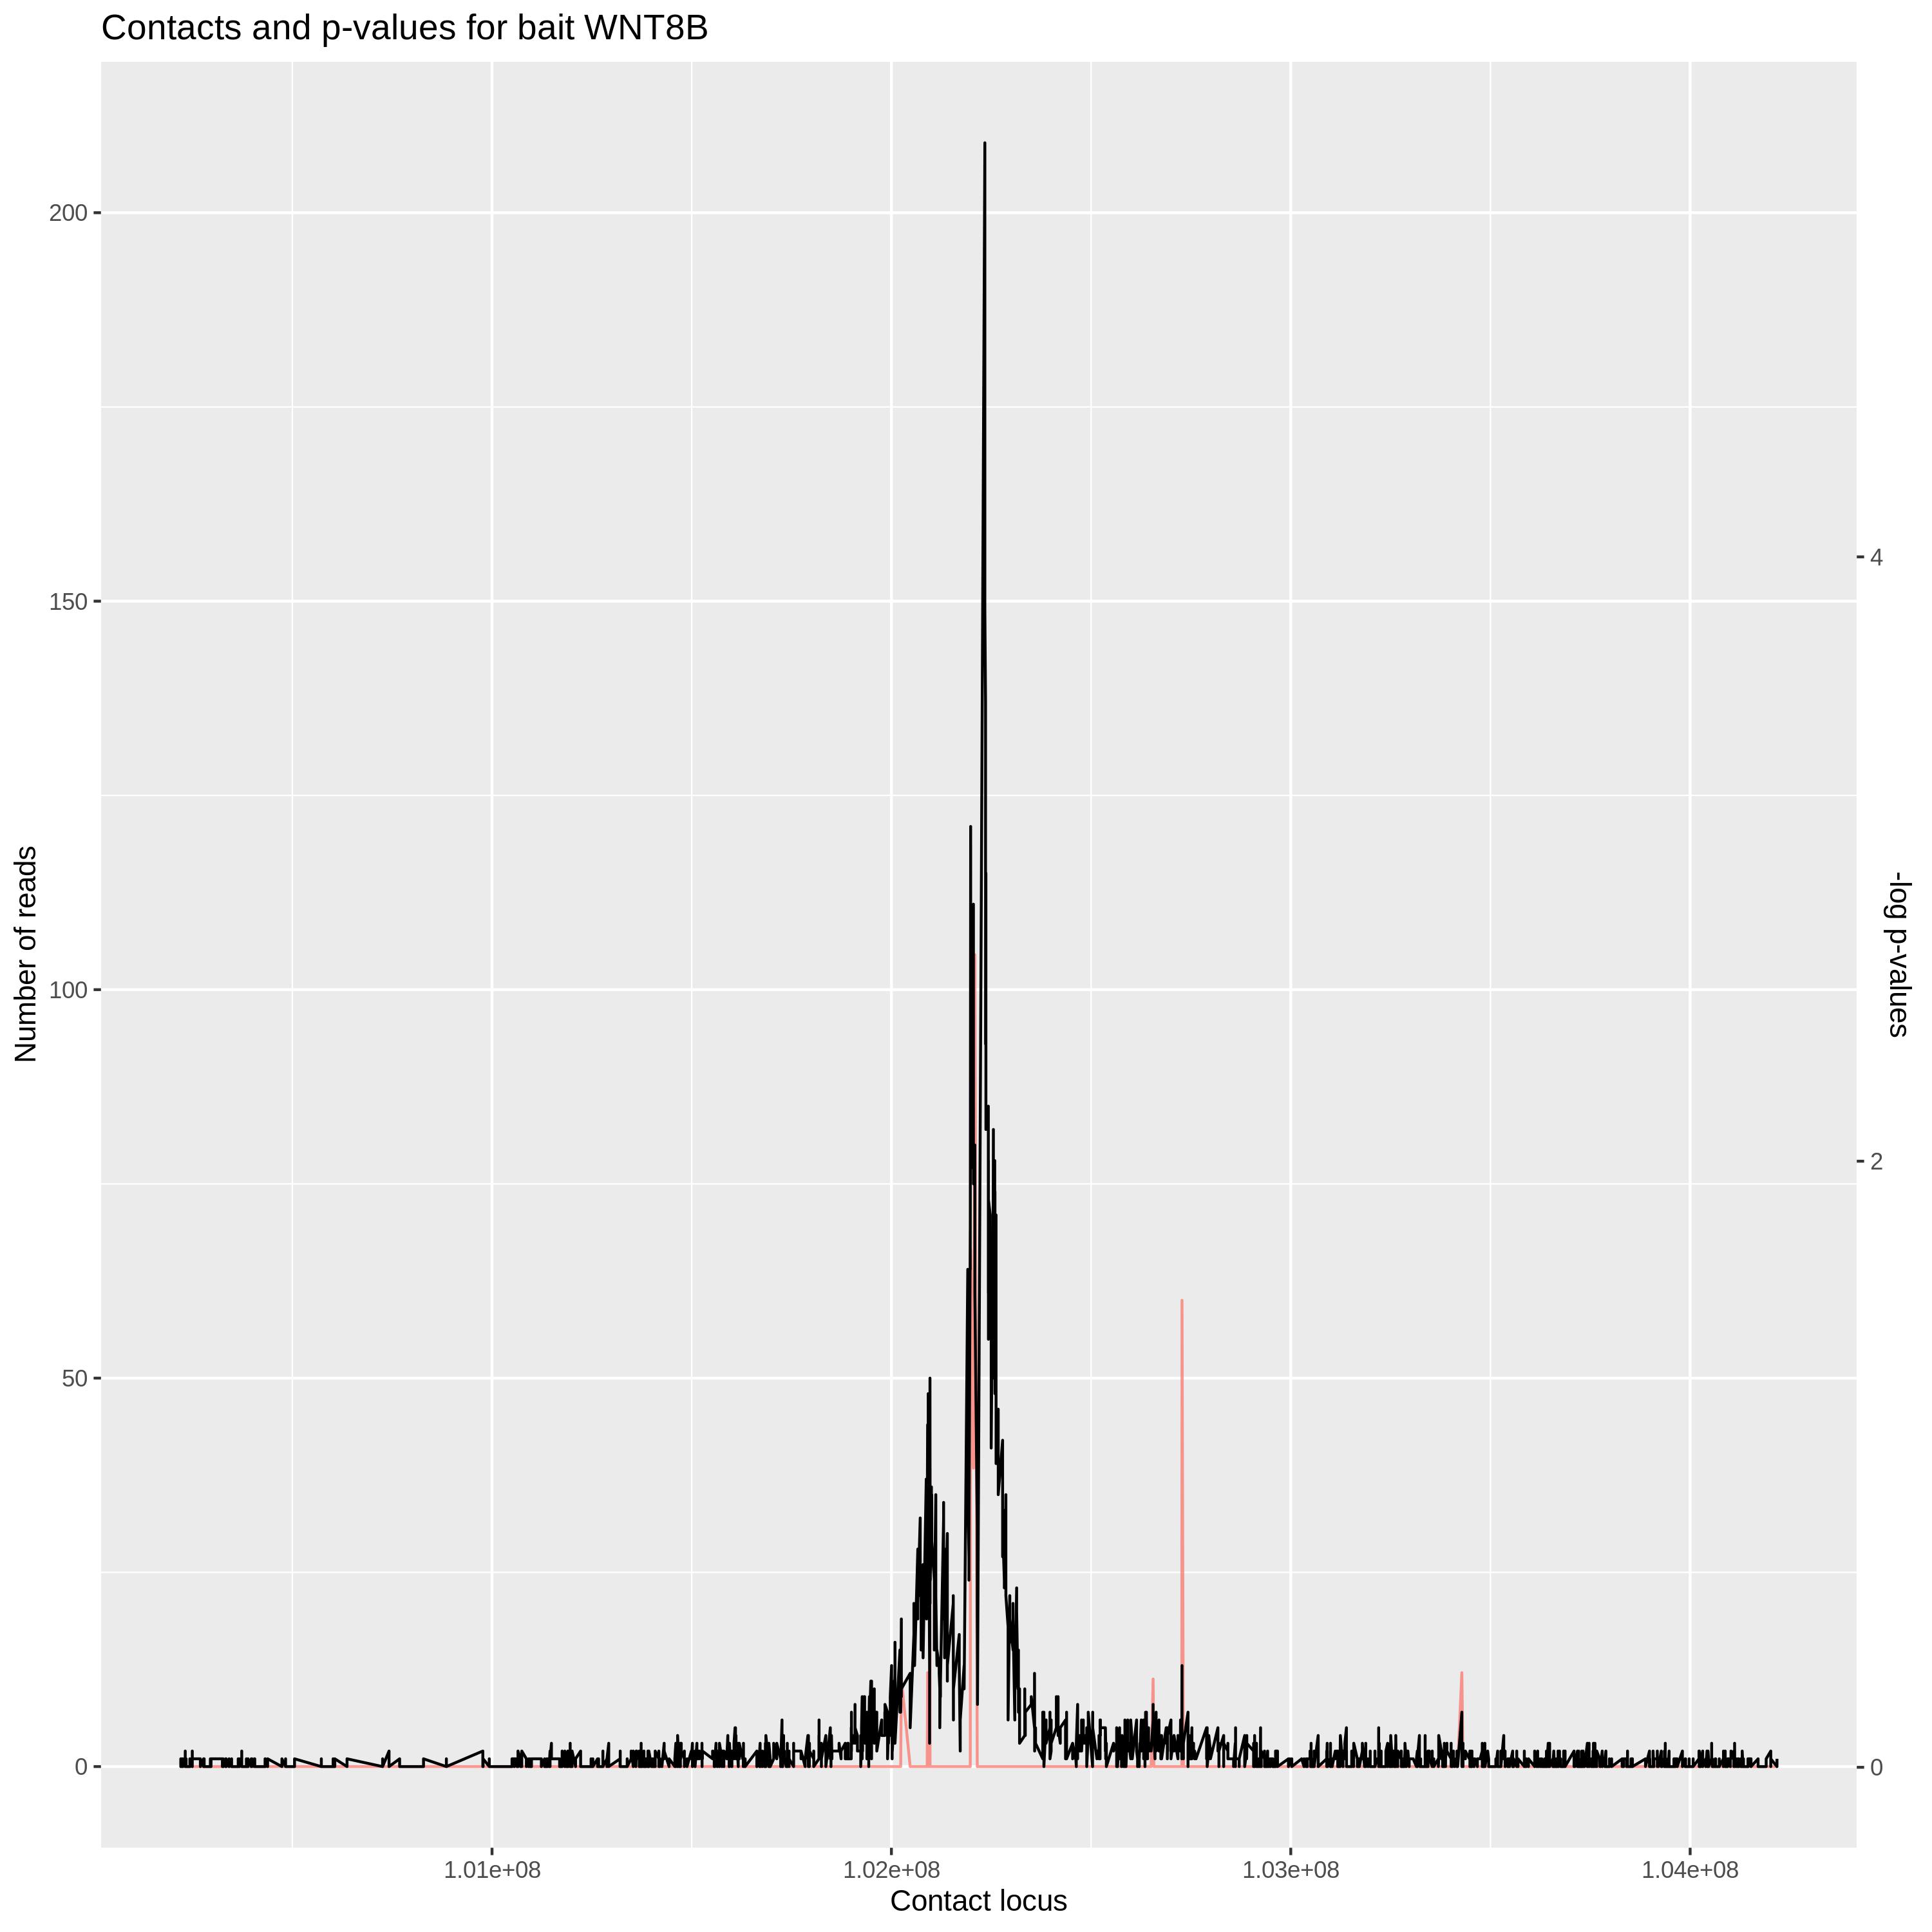 Contacts and p-values for bait WNT8B
200
150
100
50
0
Number of reads
4
2
0
-log p-values
1.01e+08 1.02e+08 1.03e+08 1.04e+08
Contact locus